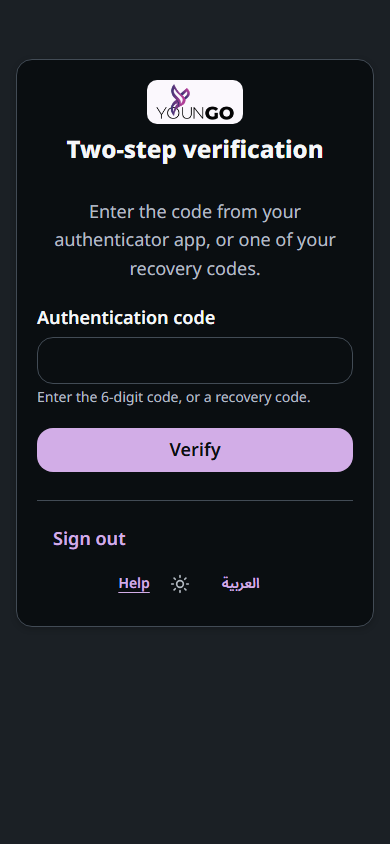 YOUNGO
Two-step verification
Enter the code from your
authenticator app, or one of your
recovery codes.
Authentication code
Enter the 6-digit code, or a recovery code.
Verify
Sign out
Help
العربية